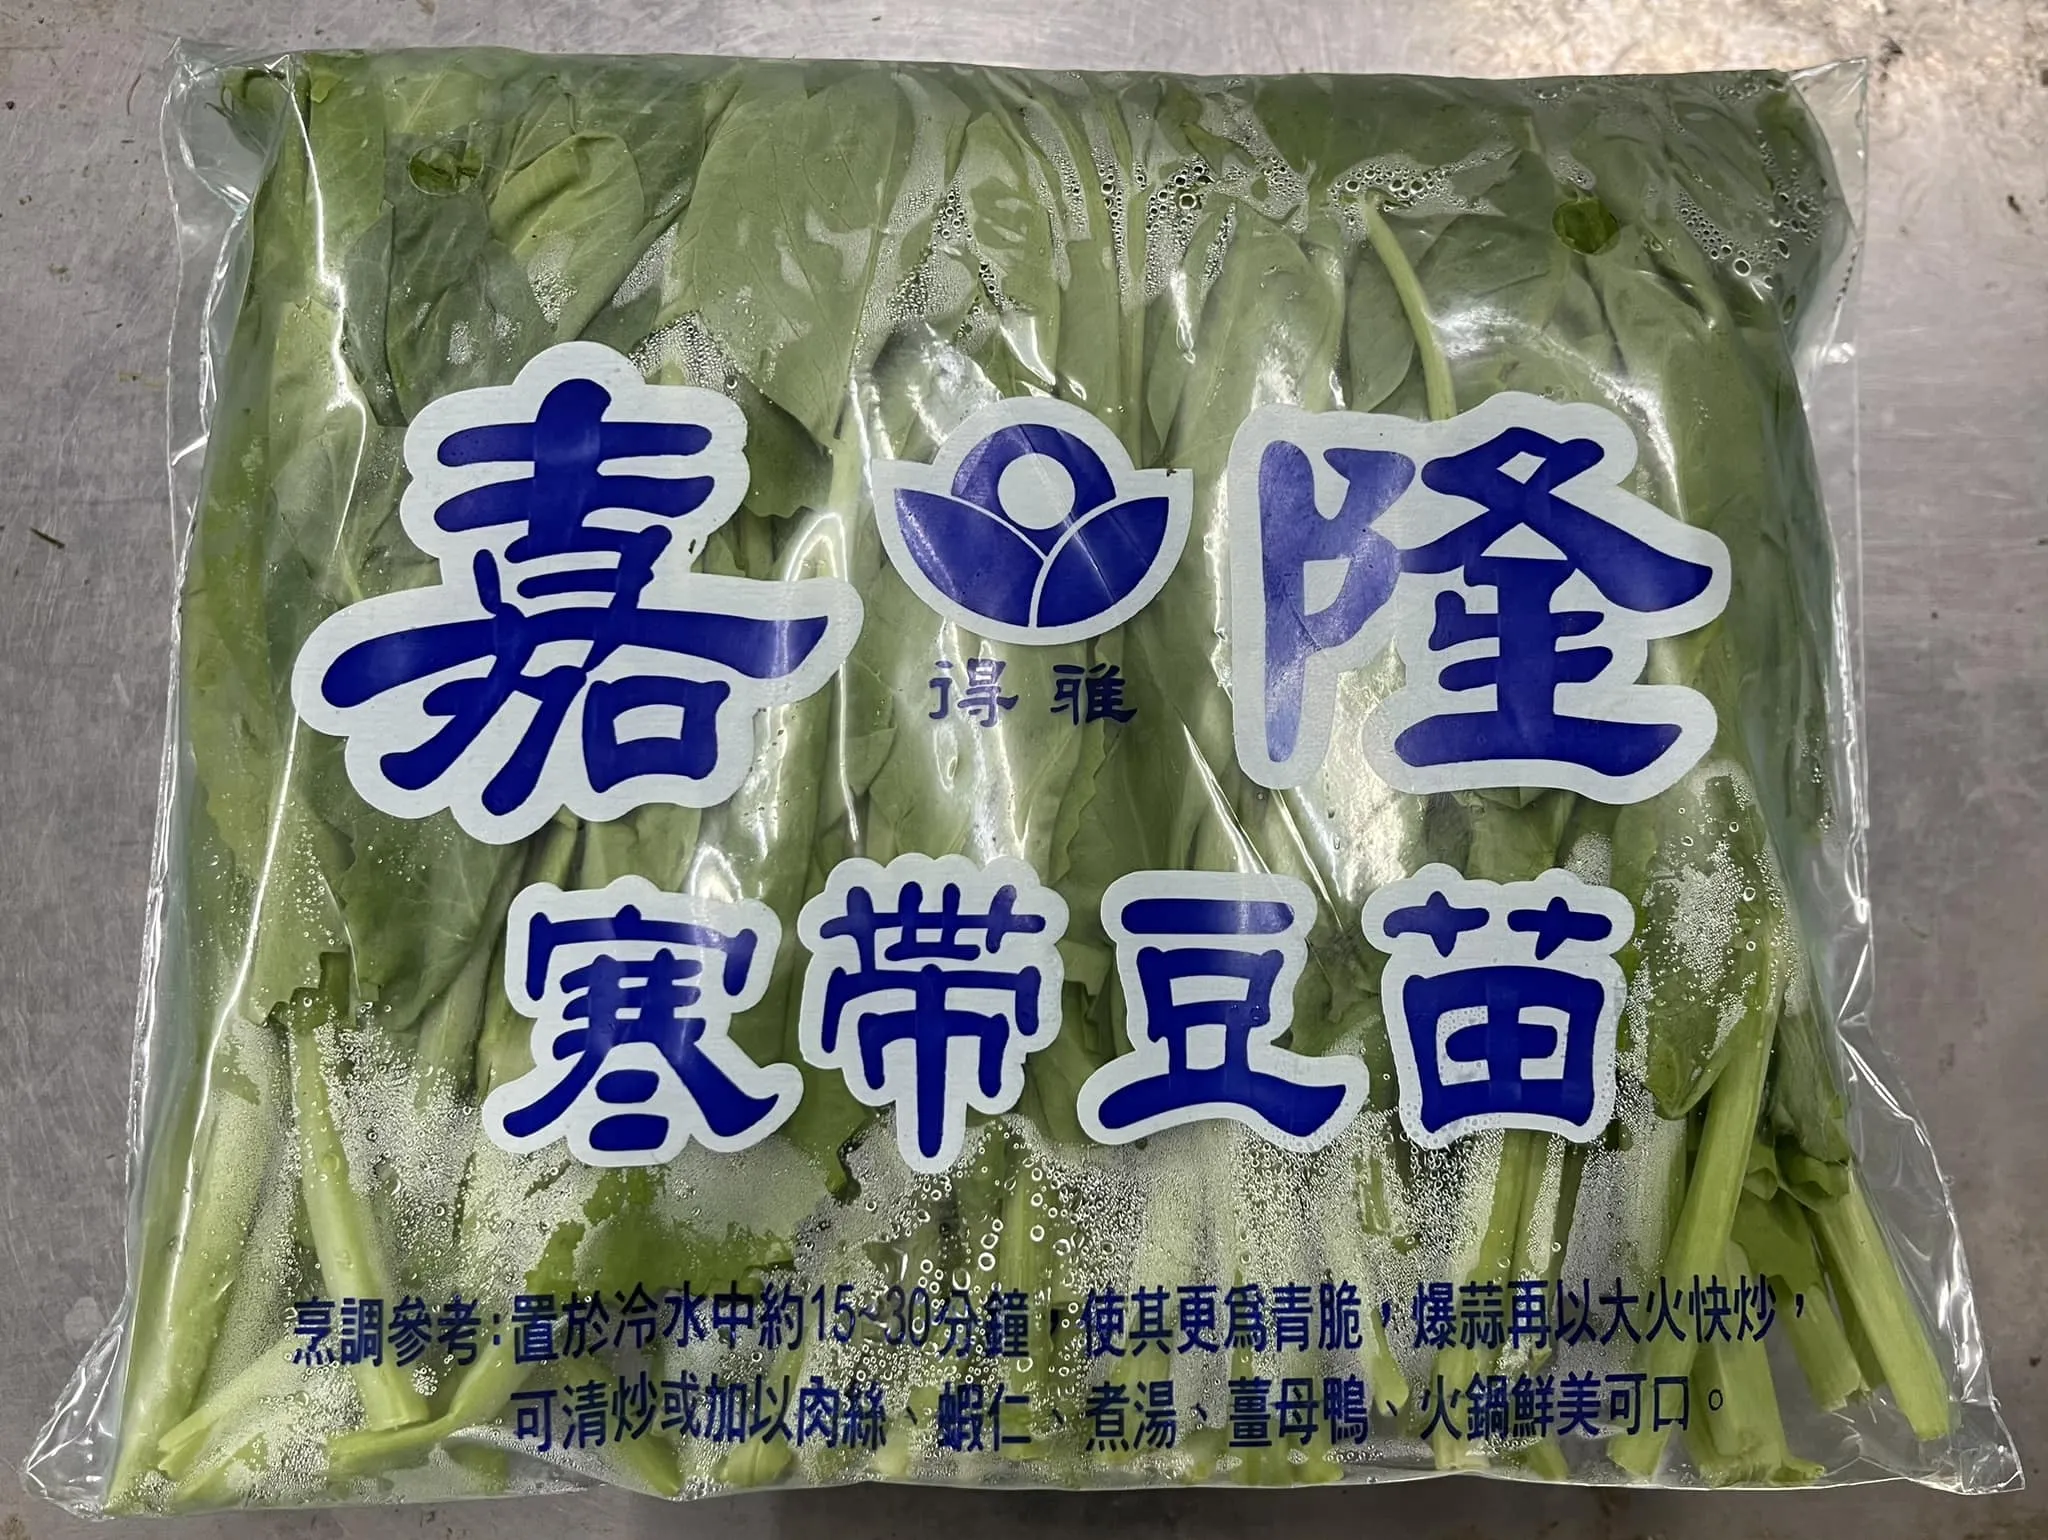 嘉隆
得雅
寒帶豆苗
烹調參考:置於冷水中約15~30分鐘,使其更為青脆,爆蒜再以大火快炒,
可清炒或加以肉絲、蝦仁、煮湯、薑母鴨、火鍋鮮美可口。